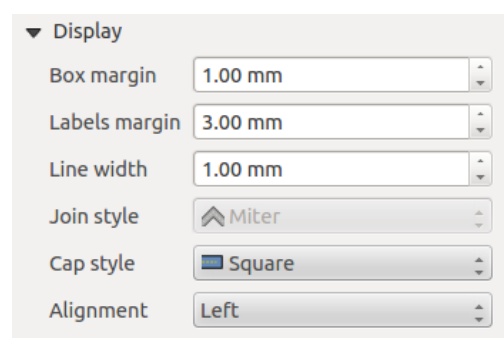 Display
Box margin 1.00 mm
Labels margin 3.00 mm
Line width 1.00 mm
Join style Miter
Cap style Square
Alignment Left